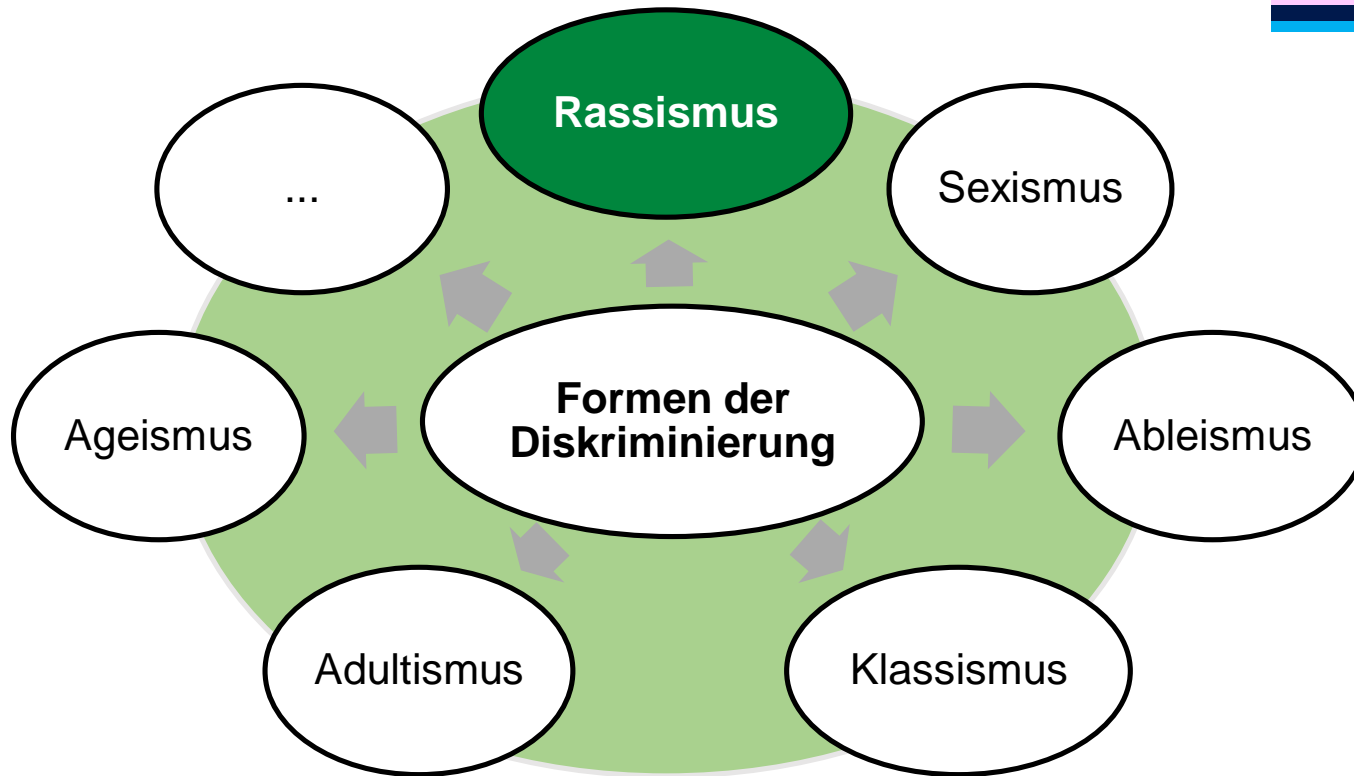 Rassismus
...
Sexismus
Ageismus
Formen der
Diskriminierung
Ableismus
Adultismus
Klassismus